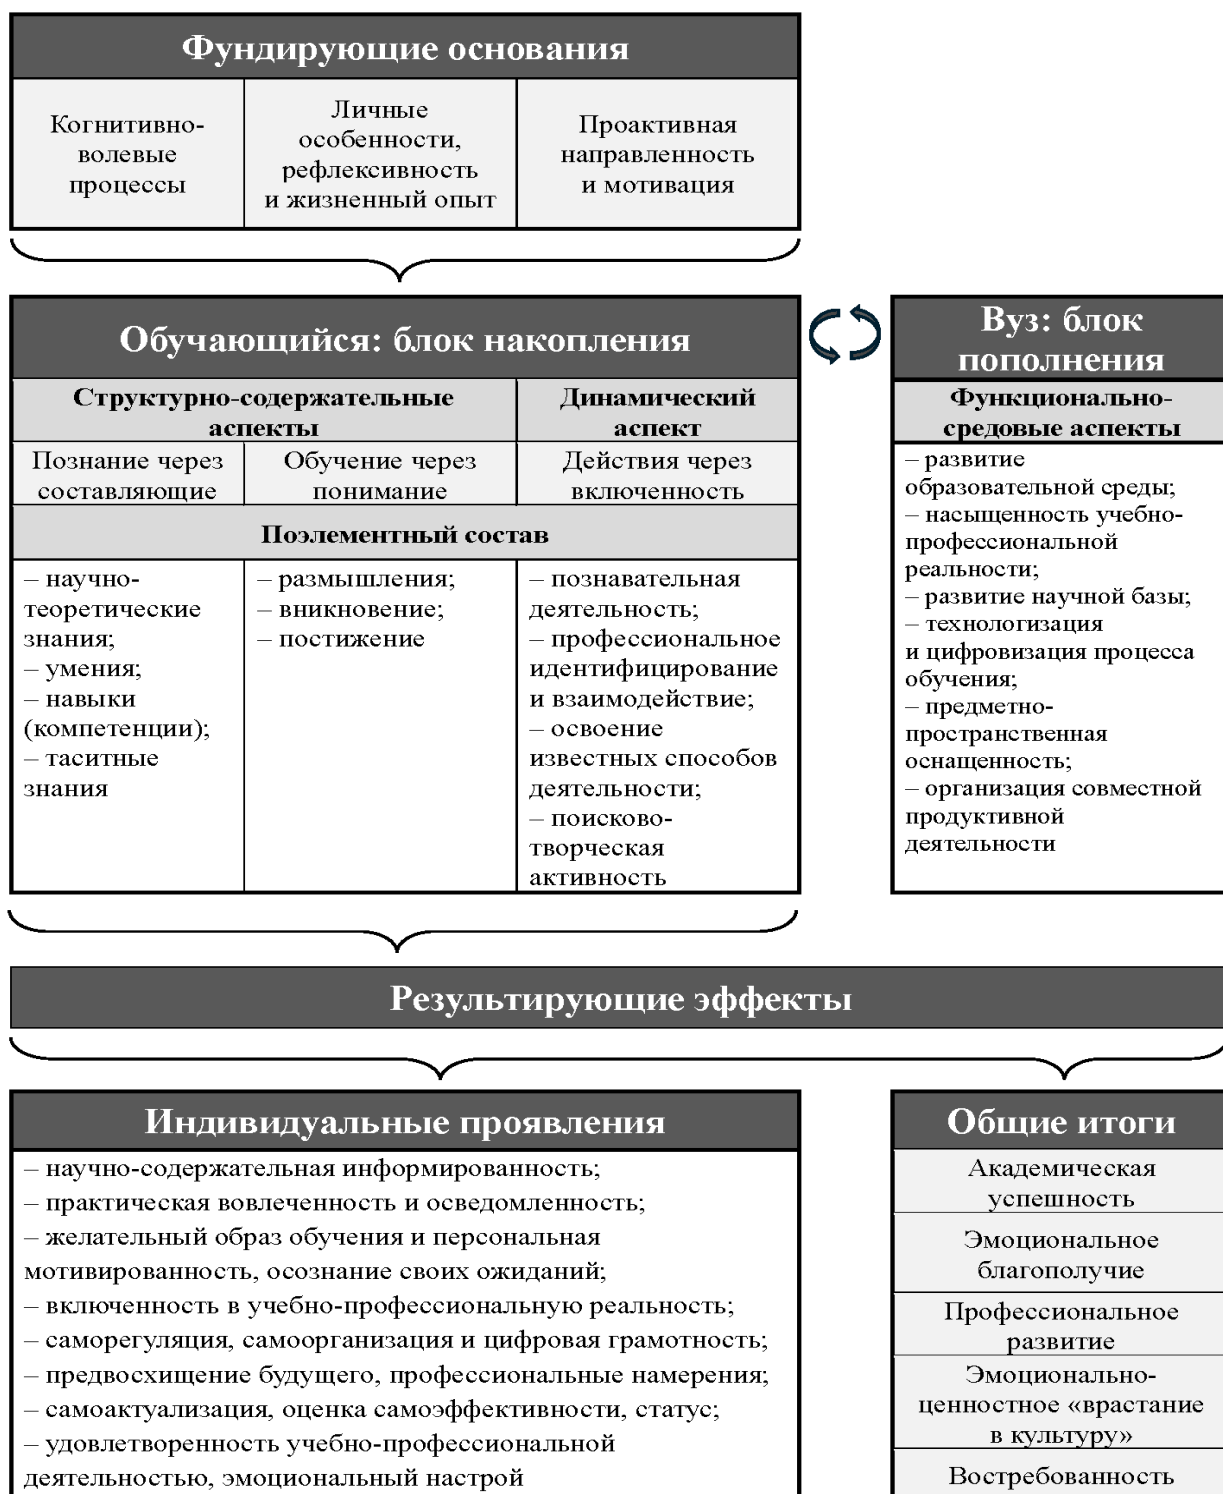 Фундирующие основания
Когнитивно-
волевые
процессы
Личные
особенности,
рефлексивность
и жизненный опыт
Проактивная
направленность
и мотивация
Обучающийся: блок накопления
Структурно-содержательные
аспекты
Динамический
аспект
Познание через
составляющие
Обучение через
понимание
Действия через
включенность
Поэлементный состав
– научно-
теоретические
знания;
– умения;
– навыки
(компетенции);
– таситные
знания
– размышления;
– вникновение;
– постижение
– познавательная
деятельность;
– профессиональное
идентифицирование
и взаимодействие;
– освоение
известных способов
деятельности;
– поисково-
творческая
активность
Вуз: блок
пополнения
Функционально-
средовые аспекты
– развитие
образовательной среды;
– насыщенность учебно-
профессиональной
реальности;
– развитие научной базы;
– технологизация
и цифровизация процесса
обучения;
– предметно-
пространственная
оснащенность;
– организация совместной
продуктивной
деятельности
Результирующие эффекты
Индивидуальные проявления
– научно-содержательная информированность;
– практическая вовлеченность и осведомленность;
– желательный образ обучения и персональная
мотивированность, осознание своих ожиданий;
– включенность в учебно-профессиональную реальность;
– саморегуляция, самоорганизация и цифровая грамотность;
– предвосхищение будущего, профессиональные намерения;
– самоактуализация, оценка самоэффективности, статус;
– удовлетворенность учебно-профессиональной
деятельностью, эмоциональный настрой
Общие итоги
Академическая
успешность
Эмоциональное
благополучие
Профессиональное
развитие
Эмоционально-
ценностное «врастание
в культуру»
Востребованность